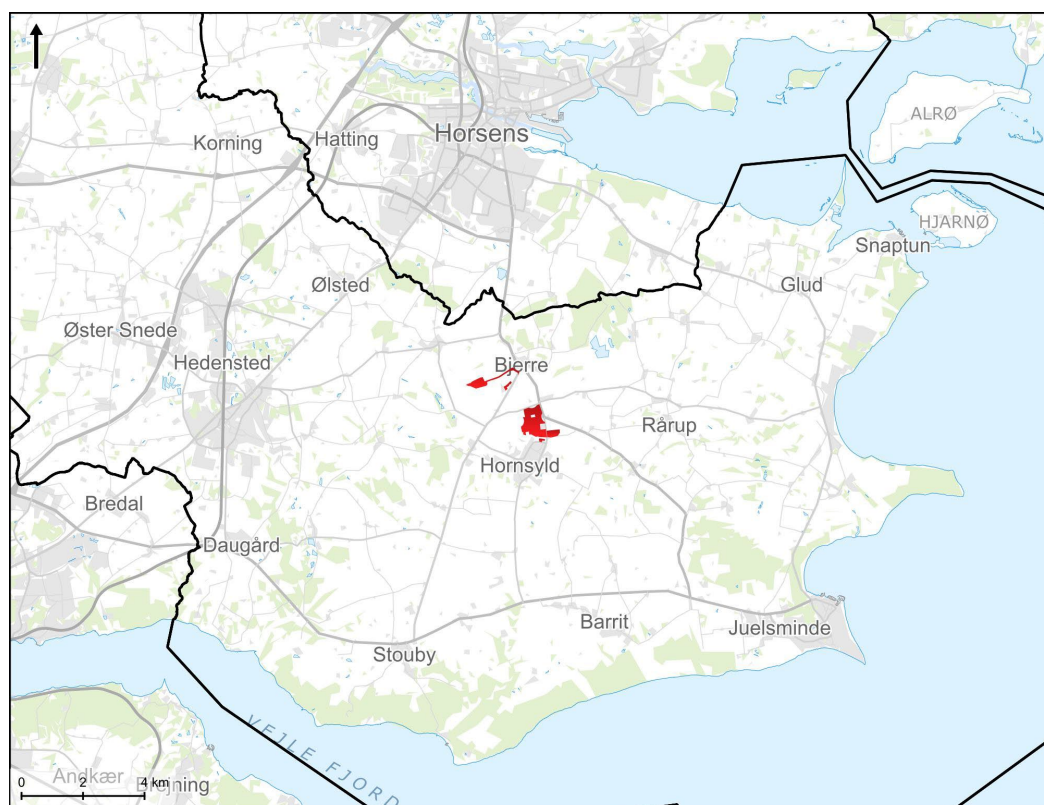 ALRØ
Horsens
Korning
Hatting
HJARNØ
Snaptun
Ølsted
Glud
Øster Snede
Hedensted
Bjerre
Rårup
Hornsyld
Bredal
Daugård
Barrit
Juelsminde
Stouby
VEJLE FJORD
Andkær
Brejning
0 2 4 km